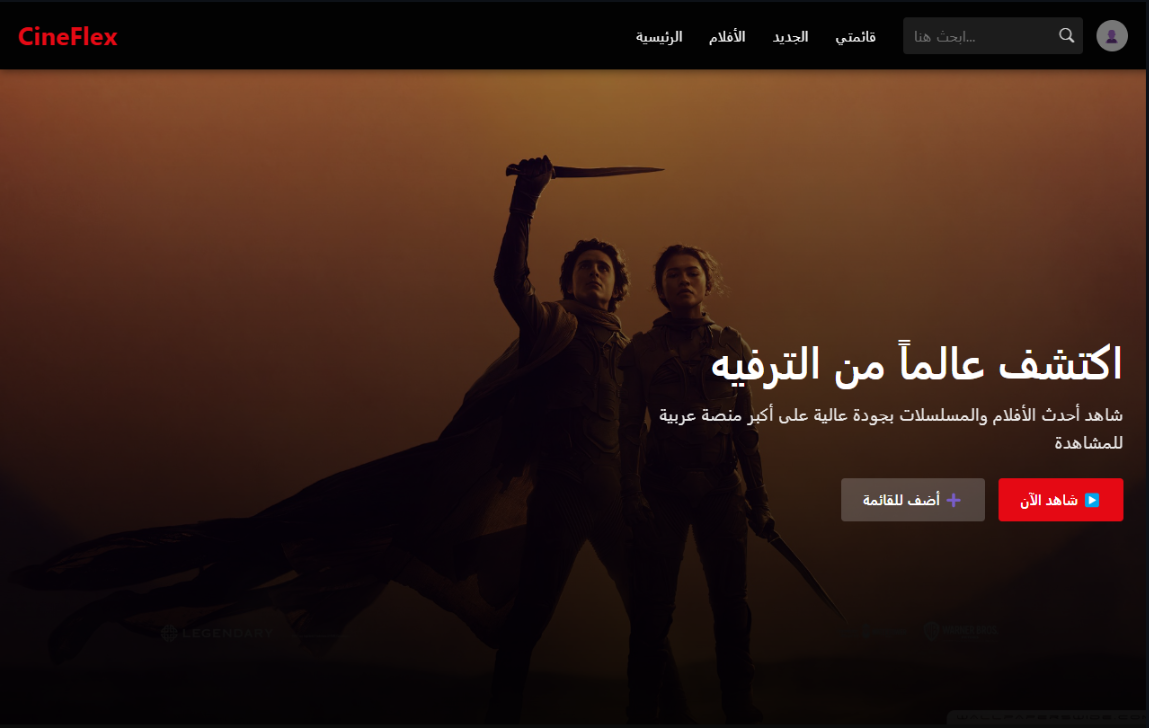 CineFlex
الرئيسية
الأفلام
الجديد
قائمتي
ابحث هنا...
اكتشف عالماً من الترفيه
شاهد أحدث الأفلام والمسلسلات بجودة عالية على أكبر منصة عربية
للمشاهدة
شاهد الآن
أضف للقائمة
LEGENDARY